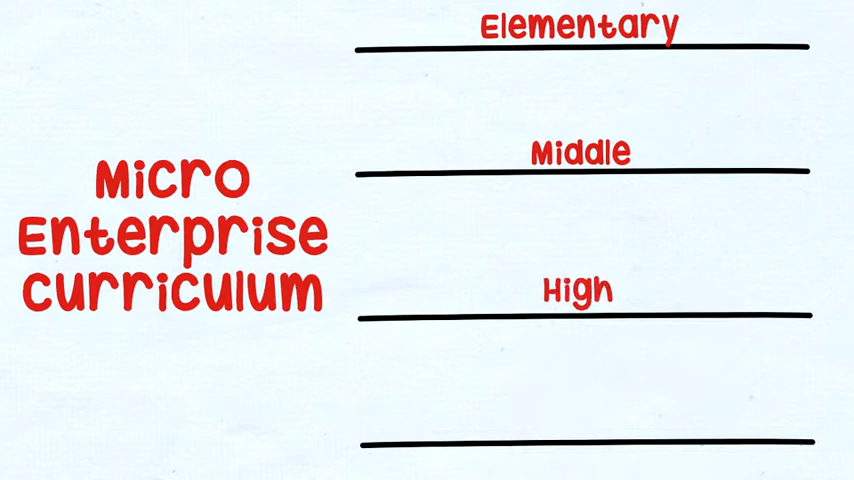 Elementary
Middle
Micro
Enterprise
curriculum
High